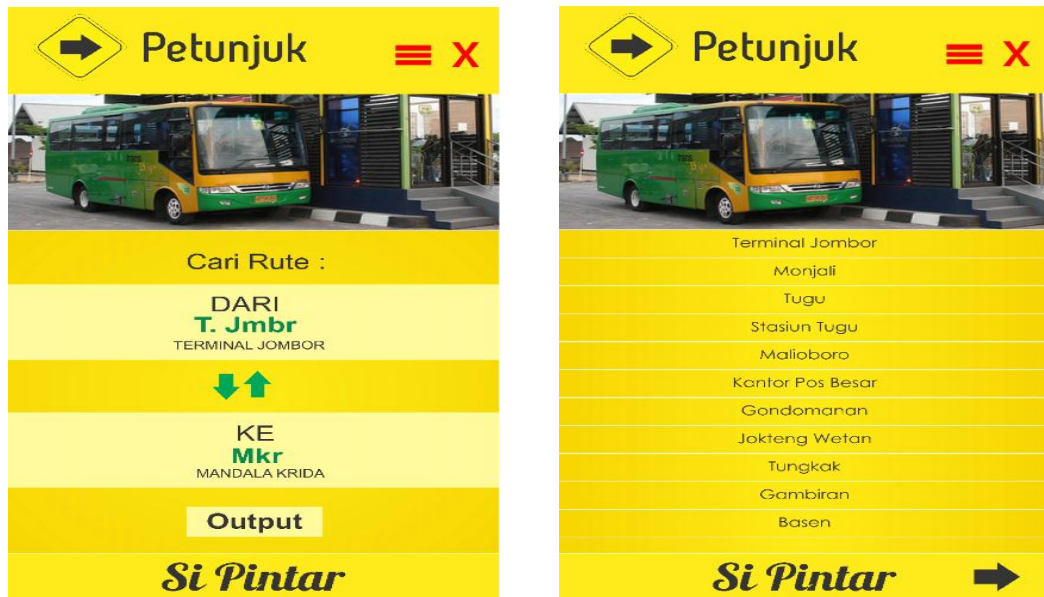 Petunjuk
X
Cari Rute :
DARI
T. Jmbr
TERMINAL JOMBOR
KE
Mkr
MANDALA KRIDA
Output
Si Pintar
Petunjuk
X
Terminal Jombor
Monjali
Tugu
Stasiun Tugu
Malioboro
Kantor Pos Besar
Gondomanan
Jokteng Wetan
Tungkak
Gambiran
Basen
Si Pintar